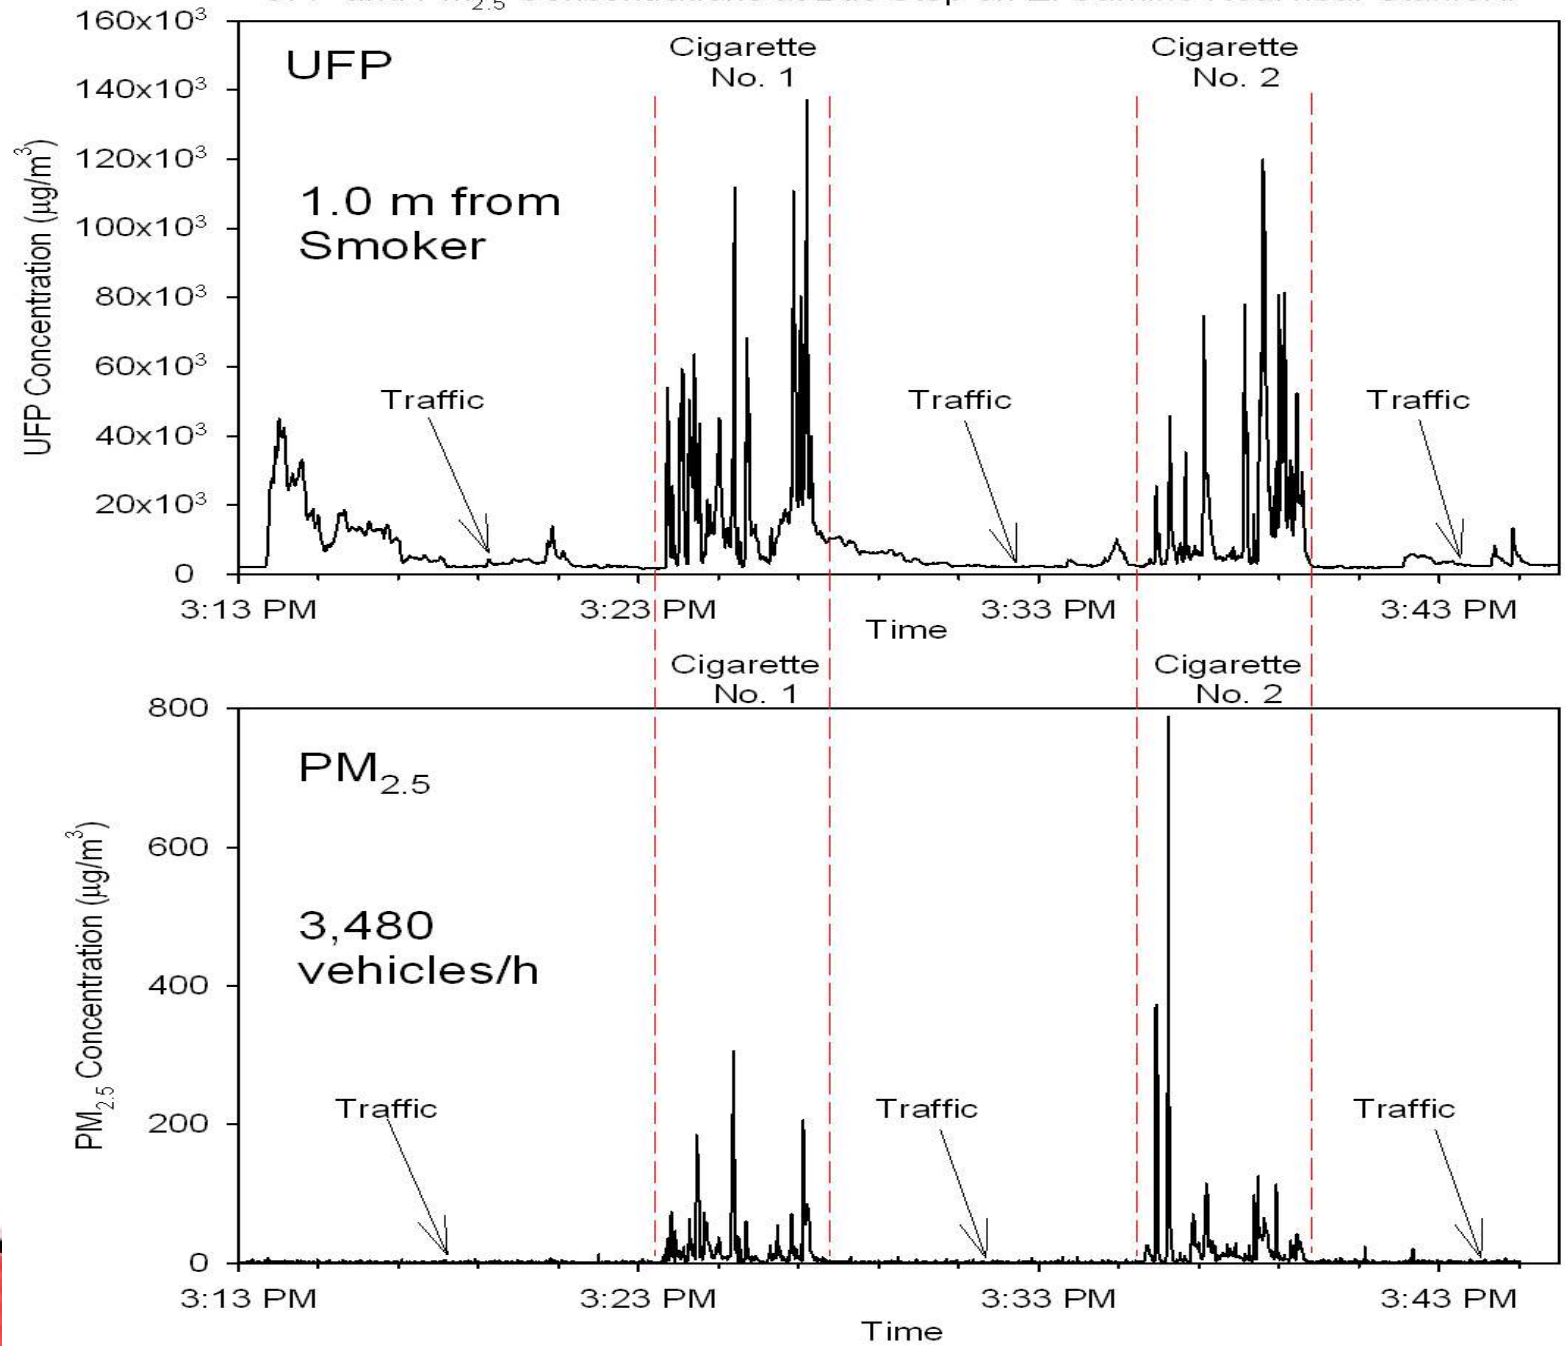 160x10³
140x10³
120x10³
100x10³
80x10³
60x10³
40x10³
20x10³
0
UFP Concentration (µg/m³)
UFP
1.0 m from
Smoker
Cigarette
No. 1
Cigarette
No. 2
Traffic
Traffic
Traffic
3:13 PM
3:23 PM
3:33 PM
3:43 PM
Time
Cigarette
No. 1
Cigarette
No. 2
800
600
400
200
0
PM2.5 Concentration (µg/m³)
PM2.5
3,480
vehicles/h
Traffic
Traffic
Traffic
3:13 PM
3:23 PM
3:33 PM
3:43 PM
Time